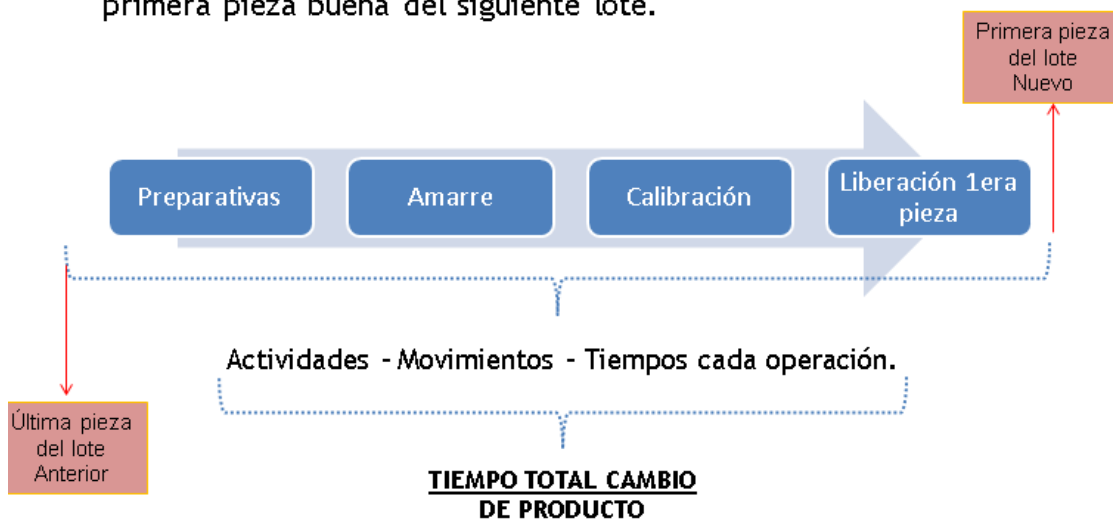 primera pieza buena del siguiente lote.
Primera pieza
del lote
Nuevo
Preparativas
Amarre
Calibración
Liberación 1era
pieza
Actividades - Movimientos - Tiempos cada operación.
Última pieza
del lote
Anterior
TIEMPO TOTAL CAMBIO
DE PRODUCTO